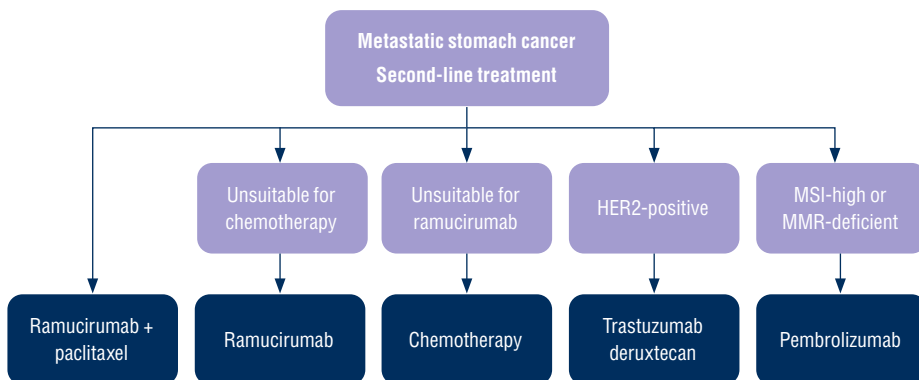 Metastatic stomach cancer
Second-line treatment
Unsuitable for
chemotherapy
Unsuitable for
ramucirumab
HER2-positive
MSI-high or
MMR-deficient
Ramucirumab +
paclitaxel
Ramucirumab
Chemotherapy
Trastuzumab
deruxtecan
Pembrolizumab